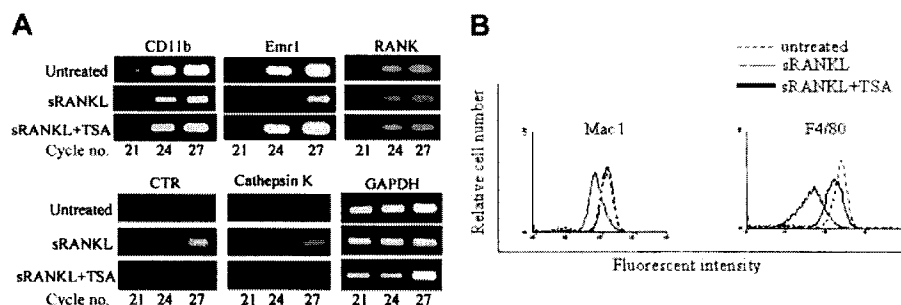 A
CD11b Emr1 RANK
Untreated
sRANKL
sRANKL+TSA
Cycle no. 21 24 27 21 24 27 21 24 27
CTR Cathepsin K GAPDH
Untreated
sRANKL
sRANKL+TSA
Cycle no. 21 24 27 21 24 27 21 24 27
B
untreated
sRANKL
sRANKL+TSA
Relative cell number
Mac 1 F4/80
Fluorescent intensity